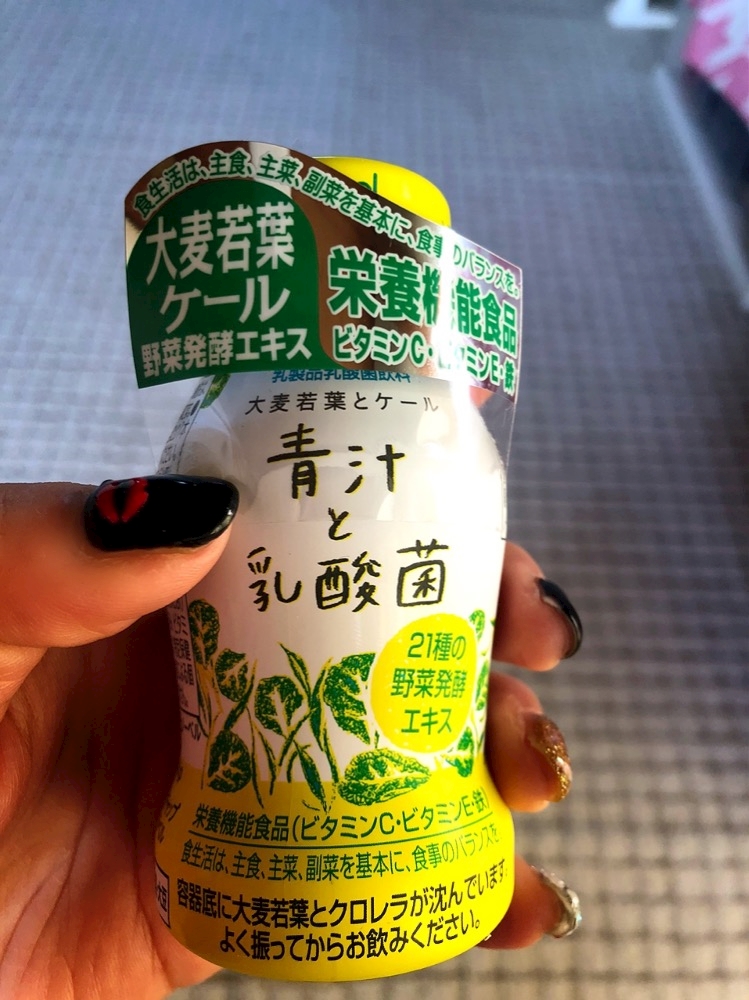 食生活は、主食、主菜、副菜を基本に、食事のバランスを。
大麦若葉
ケール
野菜発酵エキス
栄養機能食品
ビタミンC・ビタミンE・鉄
乳製品乳酸菌飲料
大麦若葉とケール
青汁
と
乳酸菌
21種の
野菜発酵
エキス
栄養機能食品(ビタミンC・ビタミンE・鉄)
食生活は、主食、主菜、副菜を基本に、食事のバランスを
容器底に大麦若葉とクロレラが沈んでいます。
よく振ってからお飲みください。